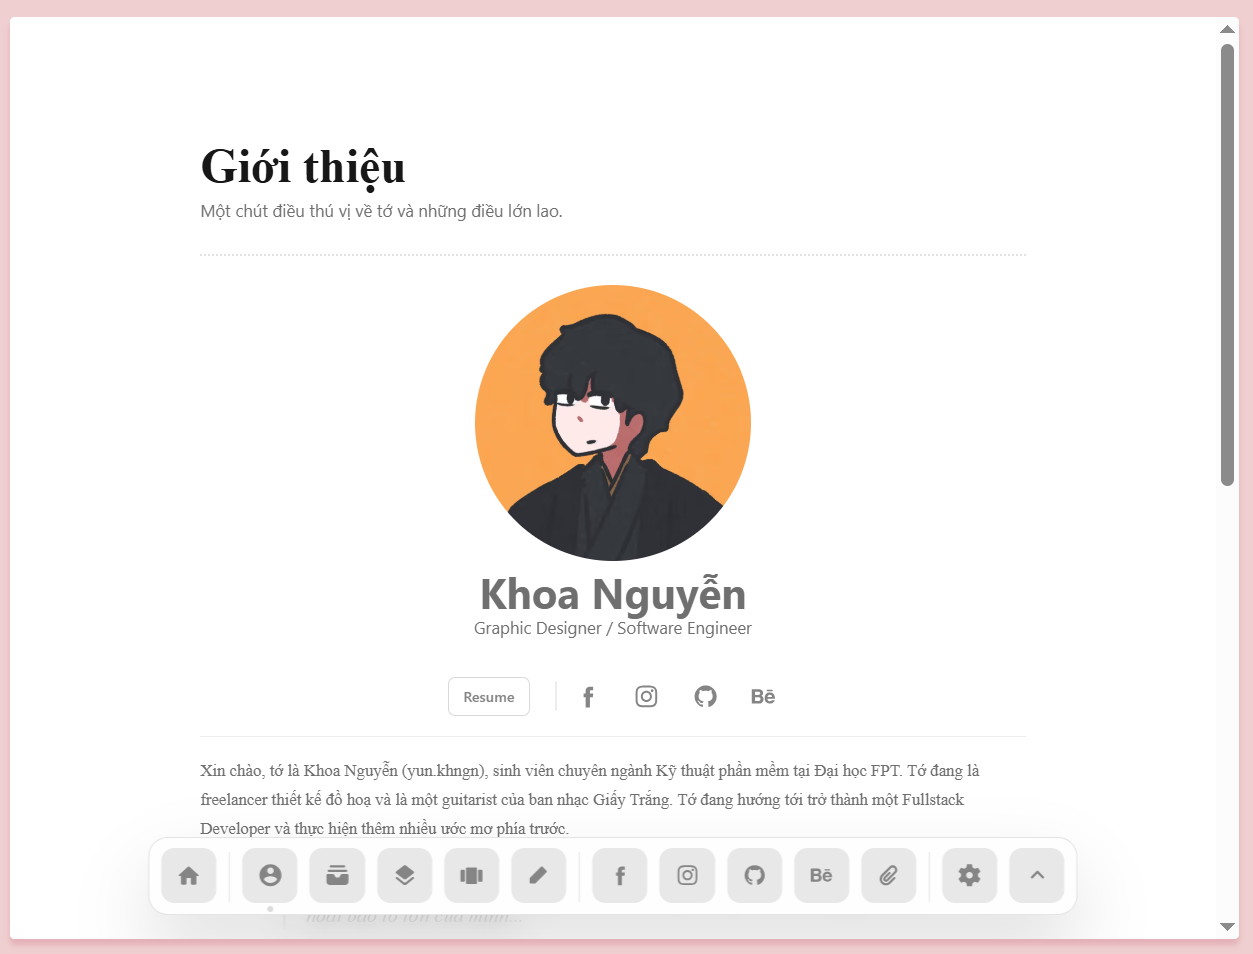 Giới thiệu
Một chút điều thú vị về tớ và những điều lớn lao.
Khoa Nguyễn
Graphic Designer / Software Engineer
Resume
Bē
Xin chào, tớ là Khoa Nguyễn (yun.khngn), sinh viên chuyên ngành Kỹ thuật phần mềm tại Đại học FPT. Tớ đang là
freelancer thiết kế đồ hoạ và là một guitarist của ban nhạc Giấy Trắng. Tớ đang hướng tới trở thành một Fullstack
Developer và thực hiện thêm nhiều ước mơ phía trước.
Bē